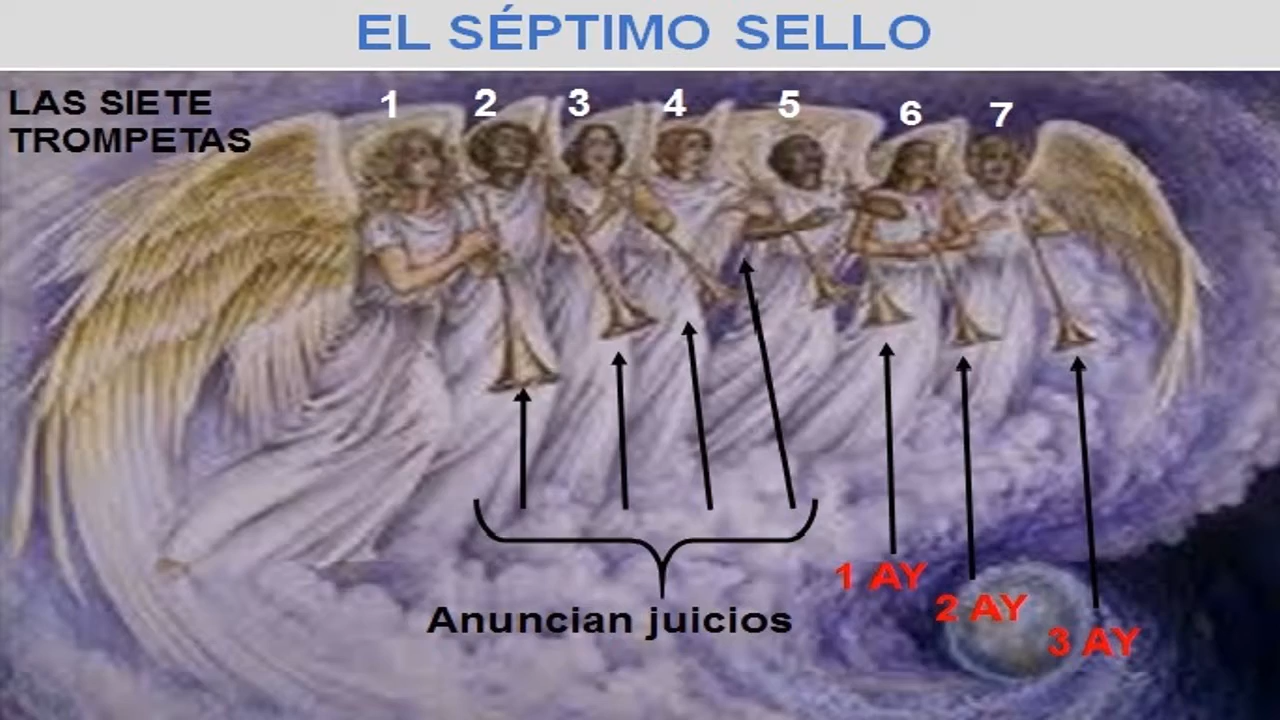 EL SÉPTIMO SELLO
LAS SIETE
TROMPETAS
1 2 3 4 5 6 7
Anuncian juicios
1 AY
2 AY
3 AY